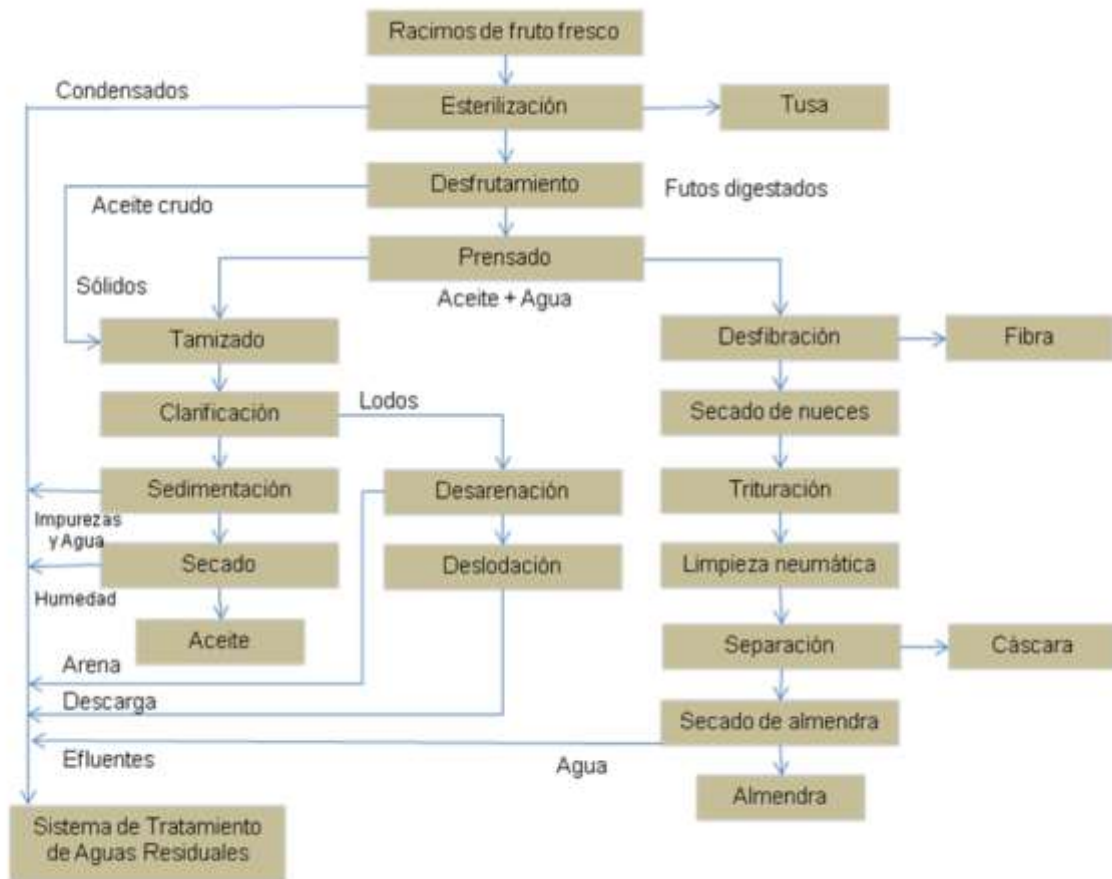 Racimos de fruto fresco
Condensados
Esterilización
Tusa
Desfrutamiento
Futos digestados
Aceite crudo
Prensado
Sólidos
Aceite + Agua
Tamizado
Desfibración
Fibra
Clarificación
Lodos
Secado de nueces
Sedimentación
Desarenación
Trituración
Impurezas
y Agua
Secado
Deslodación
Limpieza neumática
Humedad
Aceite
Separación
Cáscara
Arena
Descarga
Secado de almendra
Efluentes
Agua
Almendra
Sistema de Tratamiento
de Aguas Residuales